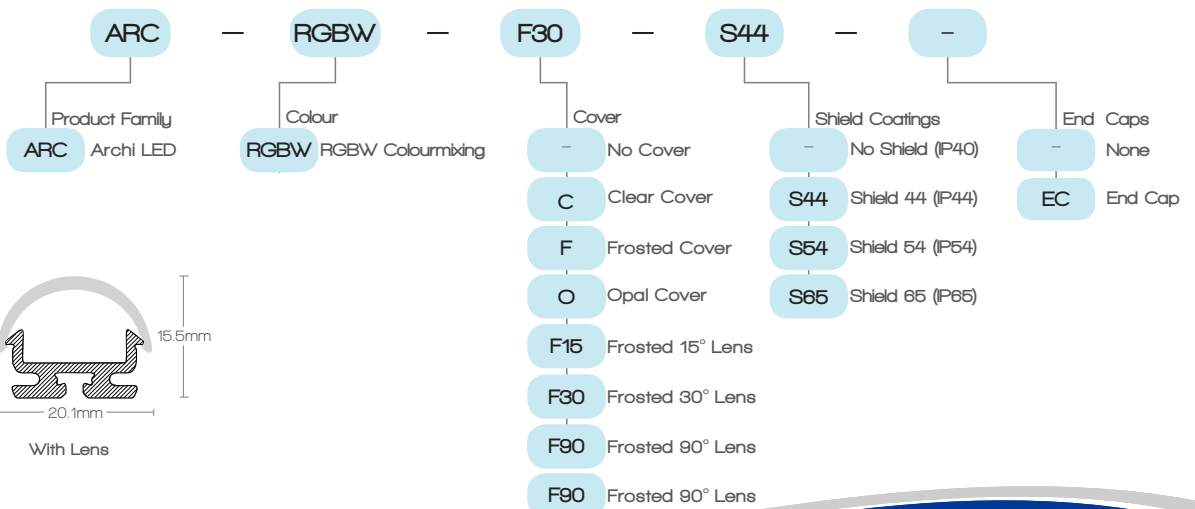 ARC — RGBW — F30 — S44 — -
Product Family
ARC Archi LED
Colour
RGBW RGBW Colourmixing
Cover
- No Cover
C Clear Cover
F Frosted Cover
O Opal Cover
F15 Frosted 15° Lens
F30 Frosted 30° Lens
F90 Frosted 90° Lens
F90 Frosted 90° Lens
Shield Coatings
- No Shield (IP40)
S44 Shield 44 (IP44)
S54 Shield 54 (IP54)
S65 Shield 65 (IP65)
End Caps
- None
EC End Cap
15.5mm
20.1mm
With Lens